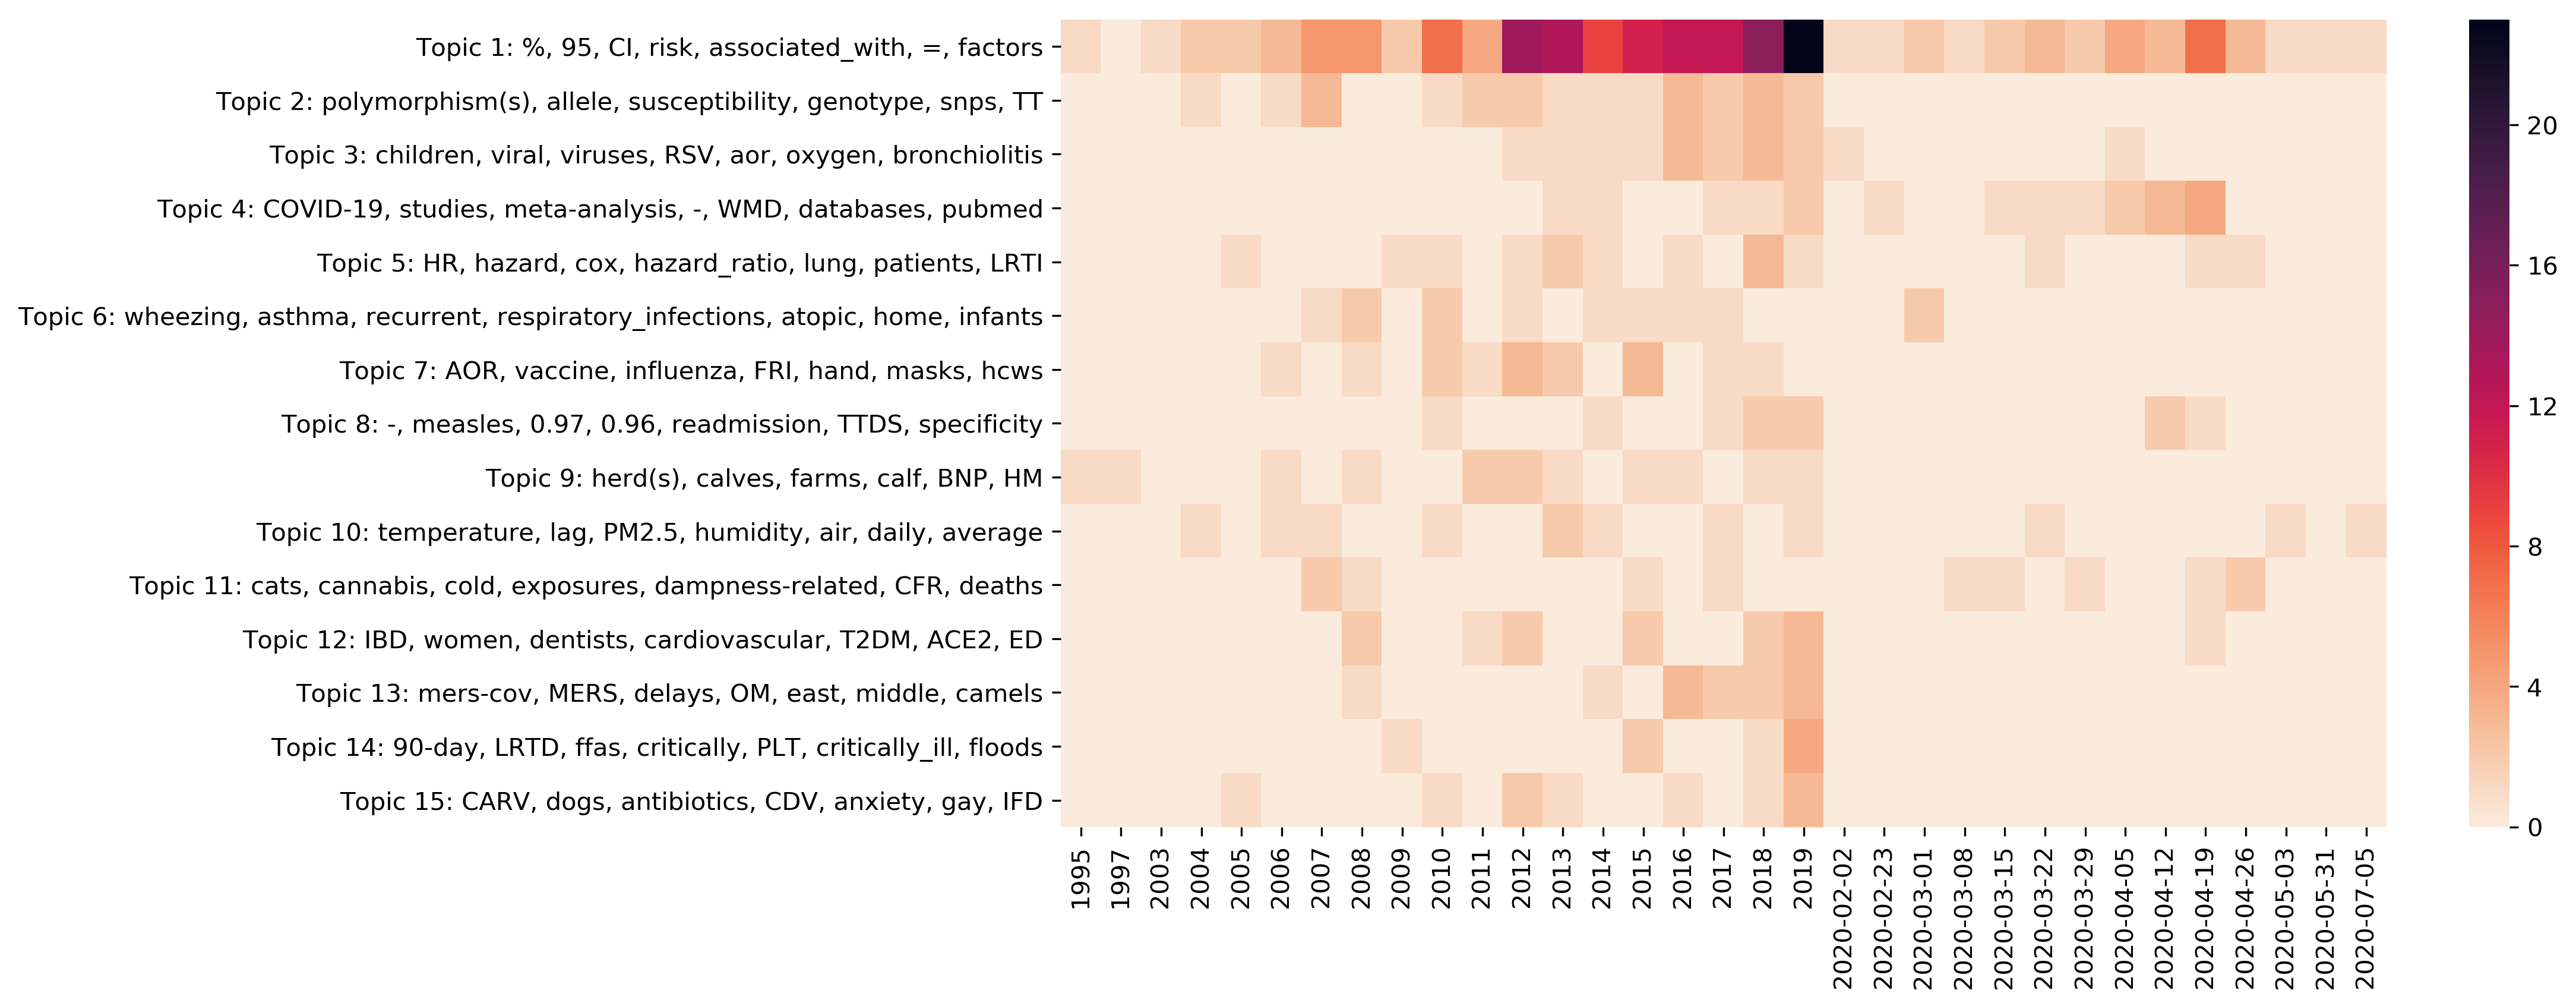 Topic 1: %, 95, CI, risk, associated_with, =, factors
Topic 2: polymorphism(s), allele, susceptibility, genotype, snps, TT
Topic 3: children, viral, viruses, RSV, aor, oxygen, bronchiolitis
Topic 4: COVID-19, studies, meta-analysis, -, WMD, databases, pubmed
Topic 5: HR, hazard, cox, hazard_ratio, lung, patients, LRTI
Topic 6: wheezing, asthma, recurrent, respiratory_infections, atopic, home, infants
Topic 7: AOR, vaccine, influenza, FRI, hand, masks, hcws
Topic 8: -, measles, 0.97, 0.96, readmission, TTDS, specificity
Topic 9: herd(s), calves, farms, calf, BNP, HM
Topic 10: temperature, lag, PM2.5, humidity, air, daily, average
Topic 11: cats, cannabis, cold, exposures, dampness-related, CFR, deaths
Topic 12: IBD, women, dentists, cardiovascular, T2DM, ACE2, ED
Topic 13: mers-cov, MERS, delays, OM, east, middle, camels
Topic 14: 90-day, LRTD, ffas, critically, PLT, critically_ill, floods
Topic 15: CARV, dogs, antibiotics, CDV, anxiety, gay, IFD
1995
1997
2003
2004
2005
2006
2007
2008
2009
2010
2011
2012
2013
2014
2015
2016
2017
2018
2019
2020-02-02
2020-02-23
2020-03-01
2020-03-08
2020-03-15
2020-03-22
2020-03-29
2020-04-05
2020-04-12
2020-04-19
2020-04-26
2020-05-03
2020-05-31
2020-07-05
20
16
12
8
4
0